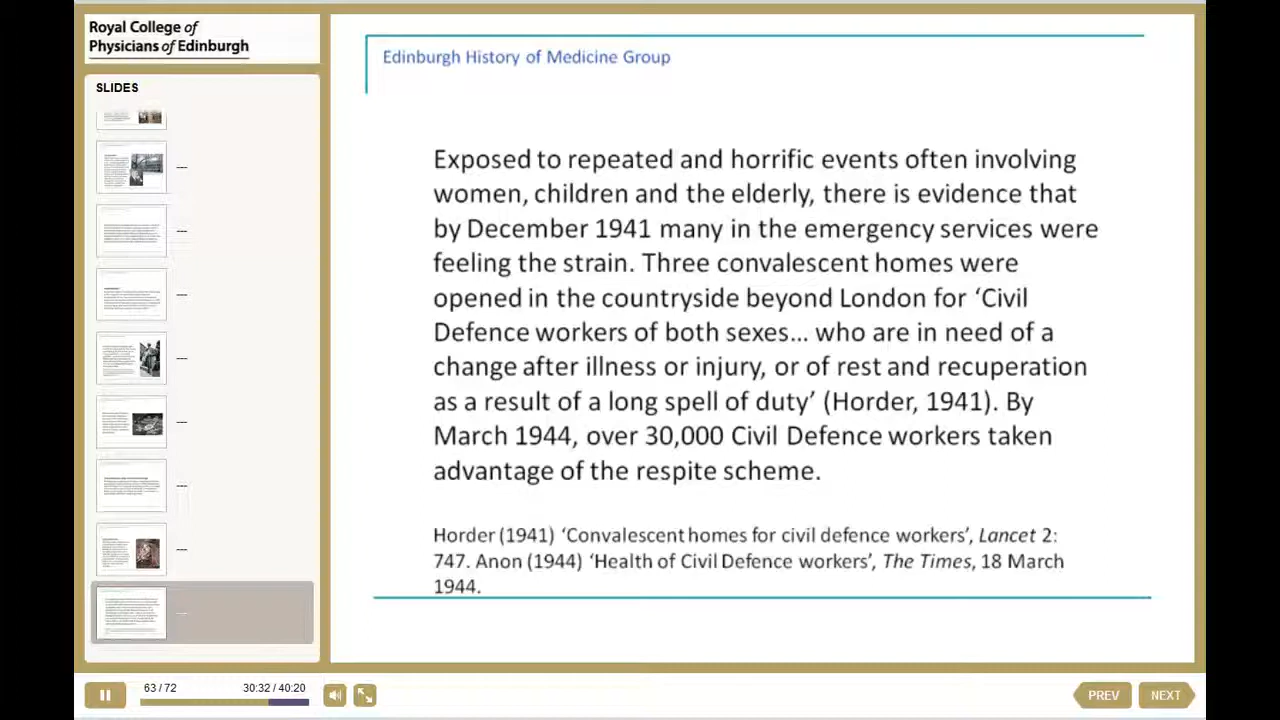 Royal College of
Physicians of Edinburgh
SLIDES
Edinburgh History of Medicine Group
Exposed to repeated and horrific events often involving
women, children and the elderly, there is evidence that
by December 1941 many in the emergency services were
feeling the strain. Three convalescent homes were
opened in the countryside beyond London for ‘Civil
Defence workers of both sexes... who are in need of a
change after illness or injury, or of rest and recuperation
as a result of a long spell of duty’ (Horder, 1941). By
March 1944, over 30,000 Civil Defence workers taken
advantage of the respite scheme.
Horder (1941) ‘Convalescent homes for civil defence workers’, Lancet 2:
747. Anon (1944) ‘Health of Civil Defence workers’, The Times, 18 March
1944.
63 / 72
30:32 / 40:20
PREV
NEXT